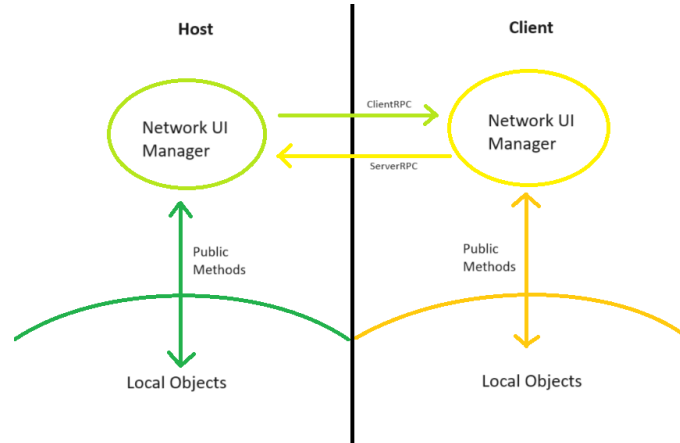 Host
Client
ClientRPC
Network UI
Manager
Network UI
Manager
ServerRPC
Public
Methods
Public
Methods
Local Objects
Local Objects